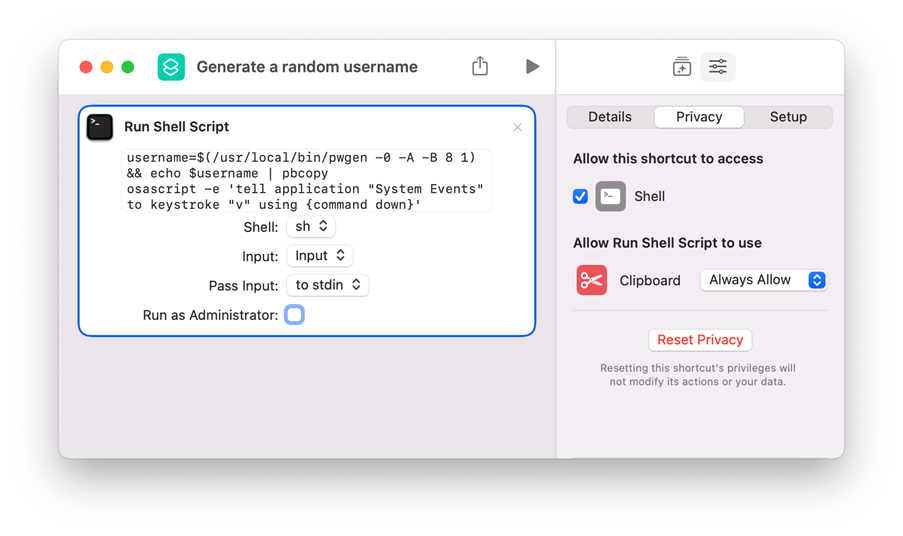 Generate a random username
Run Shell Script
username=$(/usr/local/bin/pwgen -0 -A -B 8 1)
&& echo $username | pbcopy
osascript -e 'tell application "System Events"
to keystroke "v" using {command down}'
Shell: sh
Input: Input
Pass Input: to stdin
Run as Administrator:
Details Privacy Setup
Allow this shortcut to access
Shell
Allow Run Shell Script to use
Clipboard Always Allow
Reset Privacy
Resetting this shortcut's privileges will
not modify its actions or your data.